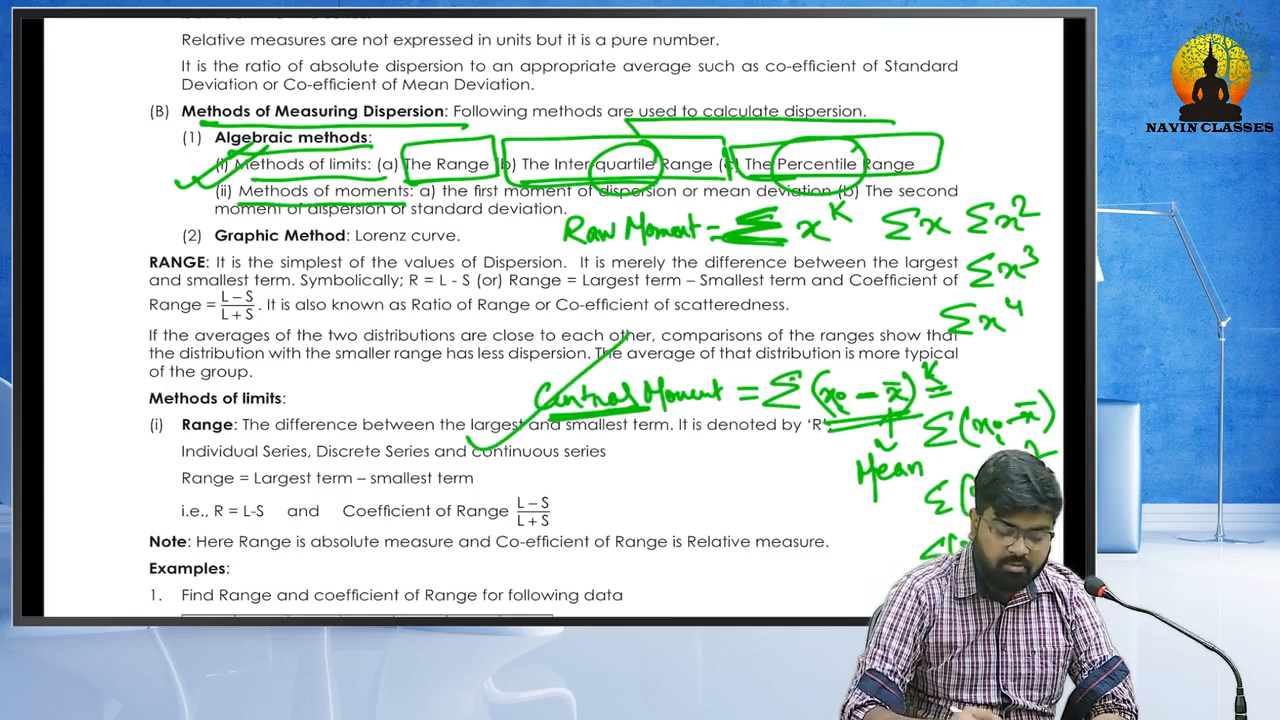 Relative measures are not expressed in units but it is a pure number.
It is the ratio of absolute dispersion to an appropriate average such as co-efficient of Standard
Deviation or Co-efficient of Mean Deviation.
(B) Methods of Measuring Dispersion: Following methods are used to calculate dispersion.
(1) Algebraic methods:
(i) Methods of limits: (a) The Range (b) The Inter-quartile Range (c) The Percentile Range
(ii) Methods of moments: a) the first moment of dispersion or mean deviation (b) The second
moment of dispersion or standard deviation.
Raw Moment = Σ x^K Σx Σx²
(2) Graphic Method: Lorenz curve.
RANGE: It is the simplest of the values of Dispersion. It is merely the difference between the largest
and smallest term. Symbolically; R = L - S (or) Range = Largest term – Smallest term and Coefficient of
Σx³
Range = L – S / L + S . It is also known as Ratio of Range or Co-efficient of scatteredness.
Σx⁴
If the averages of the two distributions are close to each other, comparisons of the ranges show that
the distribution with the smaller range has less dispersion. The average of that distribution is more typical
of the group.
Central Moment = Σ (xi – x̄)^K
Methods of limits:
(i) Range: The difference between the largest and smallest term. It is denoted by ‘R’.
Σ(xi – x̄)
2
Individual Series, Discrete Series and continuous series
Mean
Range = Largest term – smallest term
Σ(
i.e., R = L-S and Coefficient of Range L – S / L + S
Note: Here Range is absolute measure and Co-efficient of Range is Relative measure.
Σ(
Examples:
1. Find Range and coefficient of Range for following data
NAVIN CLASSES